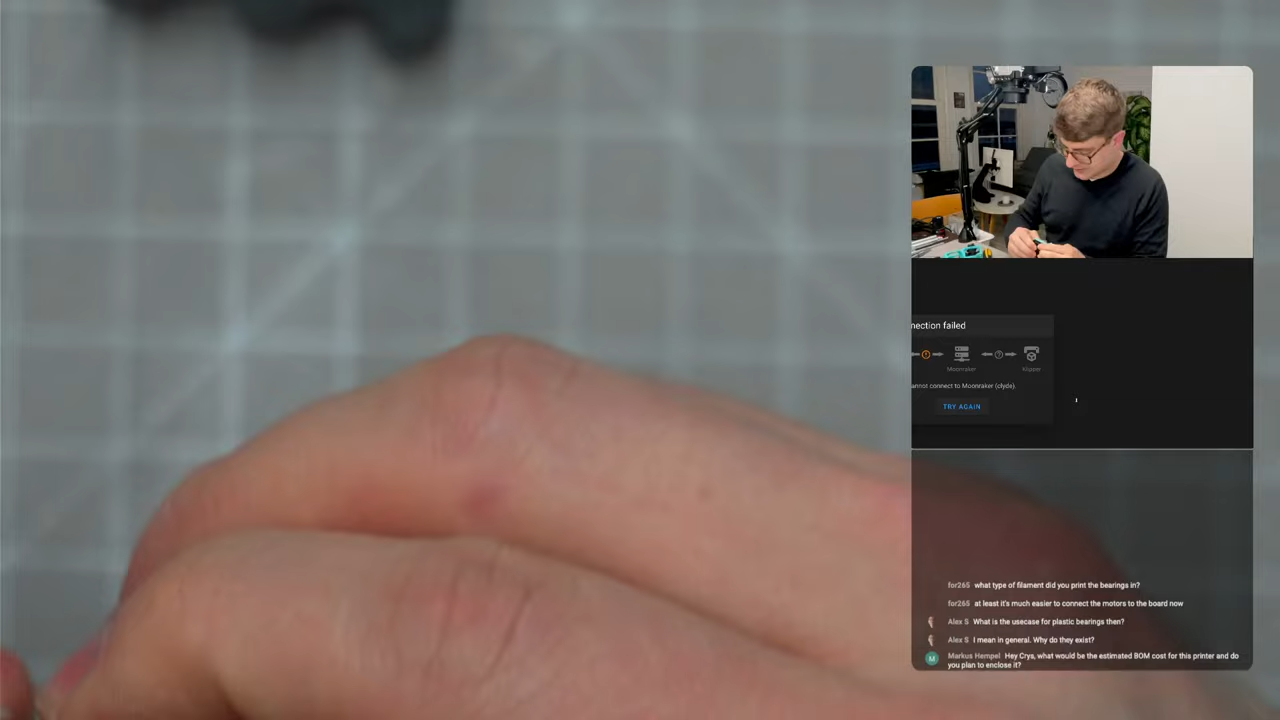 nection failed
Moonraker
Klipper
annot connect to Moonraker (clyde).
TRY AGAIN
for265 what type of filament did you print the bearings in?
for265 at least it's much easier to connect the motors to the board now
Alex S What is the usecase for plastic bearings then?
Alex S I mean in general. Why do they exist?
M Markus Hempel Hey Crys, what would be the estimated BOM cost for this printer and do
you plan to enclose it?